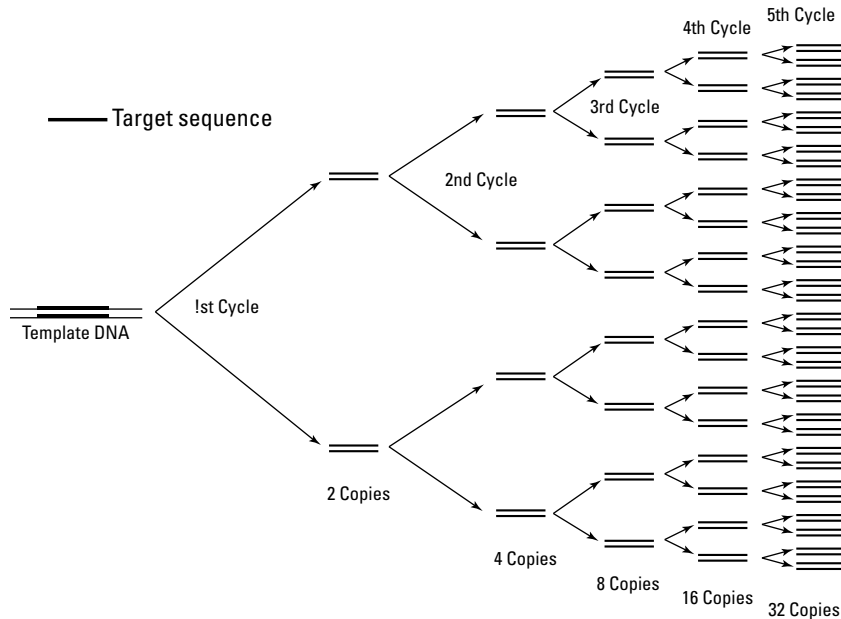 5th Cycle
4th Cycle
3rd Cycle
Target sequence
2nd Cycle
!st Cycle
Template DNA
2 Copies
4 Copies
8 Copies
16 Copies
32 Copies